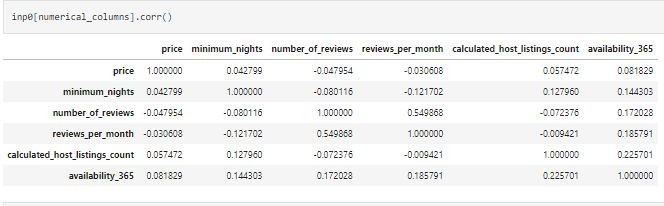 inp0[numerical_columns].corr()
price minimum_nights number_of_reviews reviews_per_month calculated_host_listings_count availability_365
price 1.000000 0.042799 -0.047954 -0.030608 0.057472 0.081829
minimum_nights 0.042799 1.000000 -0.080116 -0.121702 0.127960 0.144303
number_of_reviews -0.047954 -0.080116 1.000000 0.549868 -0.072376 0.172028
reviews_per_month -0.030608 -0.121702 0.549868 1.000000 -0.009421 0.185791
calculated_host_listings_count 0.057472 0.127960 -0.072376 -0.009421 1.000000 0.225701
availability_365 0.081829 0.144303 0.172028 0.185791 0.225701 1.000000